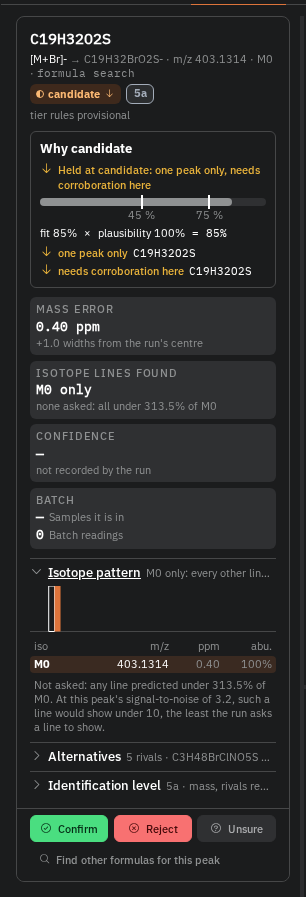 C19H32O2S
[M+Br]- → C19H32BrO2S- · m/z 403.1314 · M0
· formula search
candidate ↓ 5a
tier rules provisional
Why candidate
↓ Held at candidate: one peak only, needs
corroboration here
45 % 75 %
fit 85% × plausibility 100% = 85%
↓ one peak only C19H32O2S
↓ needs corroboration here C19H32O2S
MASS ERROR
0.40 ppm
+1.0 widths from the run's centre
ISOTOPE LINES FOUND
M0 only
none asked: all under 313.5% of M0
CONFIDENCE
—
not recorded by the run
BATCH
— Samples it is in
0 Batch readings
Isotope pattern M0 only: every other lin...
iso m/z ppm abu.
M0 403.1314 0.40 100%
Not asked: any line predicted under 313.5% of
M0. At this peak's signal-to-noise of 3.2, such a
line would show under 10, the least the run asks
a line to show.
Alternatives 5 rivals · C3H48BrClNO5S ...
Identification level 5a · mass, rivals re...
Confirm Reject Unsure
Find other formulas for this peak